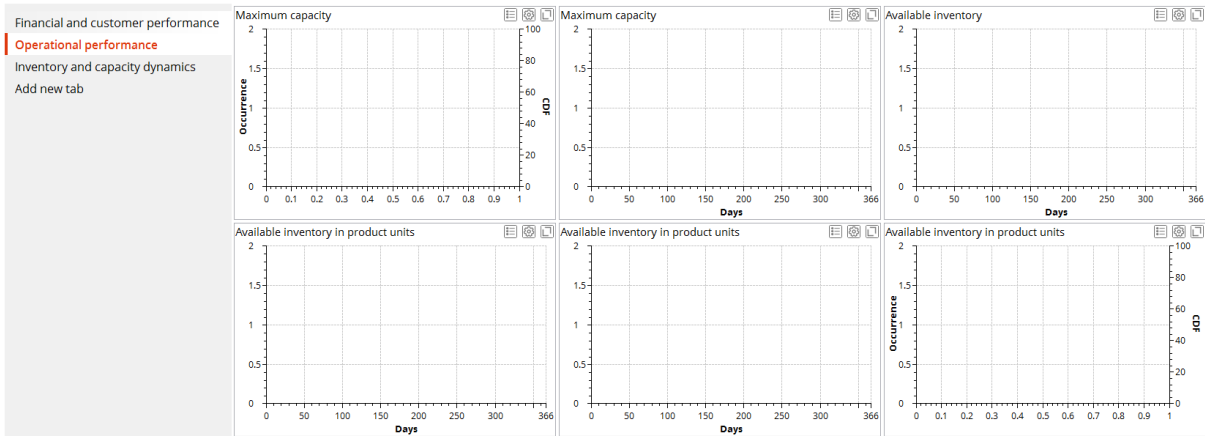 Financial and customer performance
Operational performance
Inventory and capacity dynamics
Add new tab
Maximum capacity
2
1.5
1
0.5
0
Occurrence
100
80
60
40
20
0
CDF
0 0.1 0.2 0.3 0.4 0.5 0.6 0.7 0.8 0.9 1
Maximum capacity
2
1.5
1
0.5
0
0 50 100 150 200 250 300 366
Days
Available inventory
2
1.5
1
0.5
0
0 50 100 150 200 250 300 366
Days
Available inventory in product units
2
1.5
1
0.5
0
0 50 100 150 200 250 300 366
Days
Available inventory in product units
2
1.5
1
0.5
0
0 50 100 150 200 250 300 366
Days
Available inventory in product units
2
1.5
1
0.5
0
Occurrence
100
80
60
40
20
0
CDF
0 0.1 0.2 0.3 0.4 0.5 0.6 0.7 0.8 0.9 1